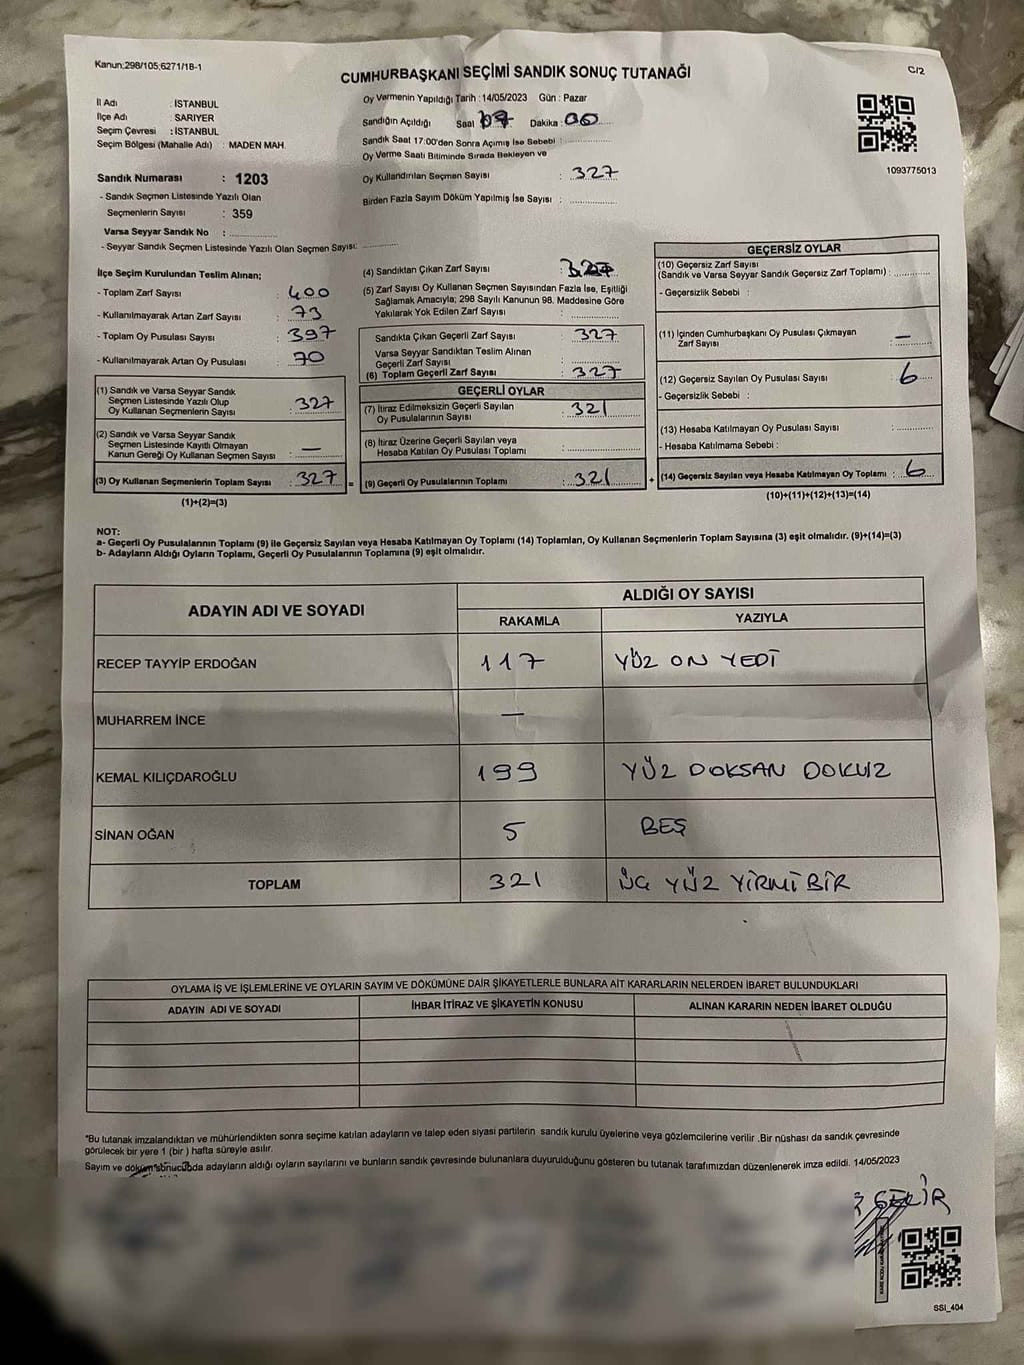 Kanun:298/105;6271/1B-1
C/2
CUMHURBAŞKANI SEÇİMİ SANDIK SONUÇ TUTANAĞI
İl Adı : İSTANBUL
İlçe Adı : SARIYER
Seçim Çevresi : İSTANBUL
Seçim Bölgesi (Mahalle Adı) : MADEN MAH.
Sandık Numarası : 1203
- Sandık Seçmen Listesinde Yazılı Olan
Seçmenlerin Sayısı : 359
Varsa Seyyar Sandık No :
- Seyyar Sandık Seçmen Listesinde Yazılı Olan Seçmen Sayısı:
Oy Vermenin Yapıldığı Tarih : 14/05/2023 Gün : Pazar
Sandığın Açıldığı Saat Dakika 00
Sandık Saat 17:00'den Sonra Açımış İse Sebebi :
Oy Verme Saati Bitiminde Sırada Bekleyen ve
Oy Kullandırılan Seçmen Sayısı : 327
Birden Fazla Sayım Döküm Yapılmış İse Sayısı :
1093775013
İlçe Seçim Kurulundan Teslim Alınan;
- Toplam Zarf Sayısı : 400
- Kullanılmayarak Artan Zarf Sayısı : 73
- Toplam Oy Pusulası Sayısı : 397
- Kullanılmayarak Artan Oy Pusulası : 70
(1) Sandık ve Varsa Seyyar Sandık
Seçmen Listesinde Yazılı Olup
Oy Kullanan Seçmenlerin Sayısı : 327
(2) Sandık ve Varsa Seyyar Sandık
Seçmen Listesinde Kayıtlı Olmayan
Kanun Gereği Oy Kullanan Seçmen Sayısı : —
(3) Oy Kullanan Seçmenlerin Toplam Sayısı : 327 =
(1)+(2)=(3)
(4) Sandıktan Çıkan Zarf Sayısı : 327
(5) Zarf Sayısı Oy Kullanan Seçmen Sayısından Fazla İse, Eşitliği
Sağlamak Amacıyla; 298 Sayılı Kanunun 98. Maddesine Göre
Yakılarak Yok Edilen Zarf Sayısı :
Sandıkta Çıkan Geçerli Zarf Sayısı : 327
Varsa Seyyar Sandıktan Teslim Alınan
Geçerli Zarf Sayısı :
(6) Toplam Geçerli Zarf Sayısı : 327
GEÇERLİ OYLAR
(7) İtiraz Edilmeksizin Geçerli Sayılan
Oy Pusulalarının Sayısı : 321
(8) İtiraz Üzerine Geçerli Sayılan veya
Hesaba Katılan Oy Pusulası Toplamı :
(9) Geçerli Oy Pusulalarının Toplamı : 321 +
GEÇERSİZ OYLAR
(10) Geçersiz Zarf Sayısı
(Sandık ve Varsa Seyyar Sandık Geçersiz Zarf Toplamı) :
- Geçersizlik Sebebi :
(11) İçinden Cumhurbaşkanı Oy Pusulası Çıkmayan
Zarf Sayısı : —
(12) Geçersiz Sayılan Oy Pusulası Sayısı : 6
- Geçersizlik Sebebi :
(13) Hesaba Katılmayan Oy Pusulası Sayısı :
- Hesaba Katılmama Sebebi :
(14) Geçersiz Sayılan veya Hesaba Katılmayan Oy Toplamı : 6
(10)+(11)+(12)+(13)=(14)
NOT:
a- Geçerli Oy Pusulalarının Toplamı (9) ile Geçersiz Sayılan veya Hesaba Katılmayan Oy Toplamı (14) Toplamları, Oy Kullanan Seçmenlerin Toplam Sayısına (3) eşit olmalıdır. (9)+(14)=(3)
b- Adayların Aldığı Oyların Toplamı, Geçerli Oy Pusulalarının Toplamına (9) eşit olmalıdır.
ADAYIN ADI VE SOYADI
ALDIĞI OY SAYISI
RAKAMLA YAZIYLA
RECEP TAYYİP ERDOĞAN 117 YÜZ ON YEDİ
MUHARREM İNCE —
KEMAL KILIÇDAROĞLU 199 YÜZ DOKSAN DOKUZ
SİNAN OĞAN 5 BEŞ
TOPLAM 321 ÜÇ YÜZ YİRMİ BİR
OYLAMA İŞ VE İŞLEMLERİNE VE OYLARIN SAYIM VE DÖKÜMÜNE DAİR ŞİKAYETLERLE BUNLARA AİT KARARLARIN NELERDEN İBARET BULUNDUKLARI
ADAYIN ADI VE SOYADI İHBAR İTİRAZ VE ŞİKAYETİN KONUSU ALINAN KARARIN NEDEN İBARET OLDUĞU
*Bu tutanak imzalandıktan ve mühürlendikten sonra seçime katılan adayların ve talep eden siyasi partilerin sandık kurulu üyelerine veya gözlemcilerine verilir .Bir nüshası da sandık çevresinde
görülecek bir yere 1 (bir ) hafta süreyle asılır.
Sayım ve döküm sonucunda adayların aldığı oyların sayılarını ve bunların sandık çevresinde bulunanlara duyurulduğunu gösteren bu tutanak tarafımızdan düzenlenerek imza edildi. 14/05/2023
SSI_404